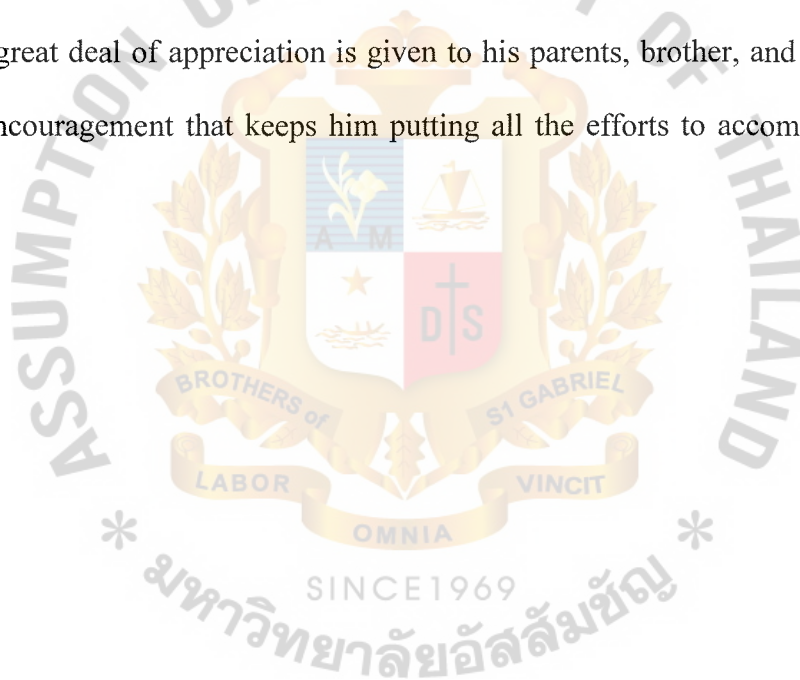 great deal of appreciation is given to his parents, brother, and
ncouragement that keeps him putting all the efforts to accom
ASSUMPTION
OF
THAILAND
A M
D S
BROTHERS of
S1 GABRIEL
LABOR
VINCIT
OMNIA
SINCE1969
มหาวิทยาลัยอัสสัมชัญ